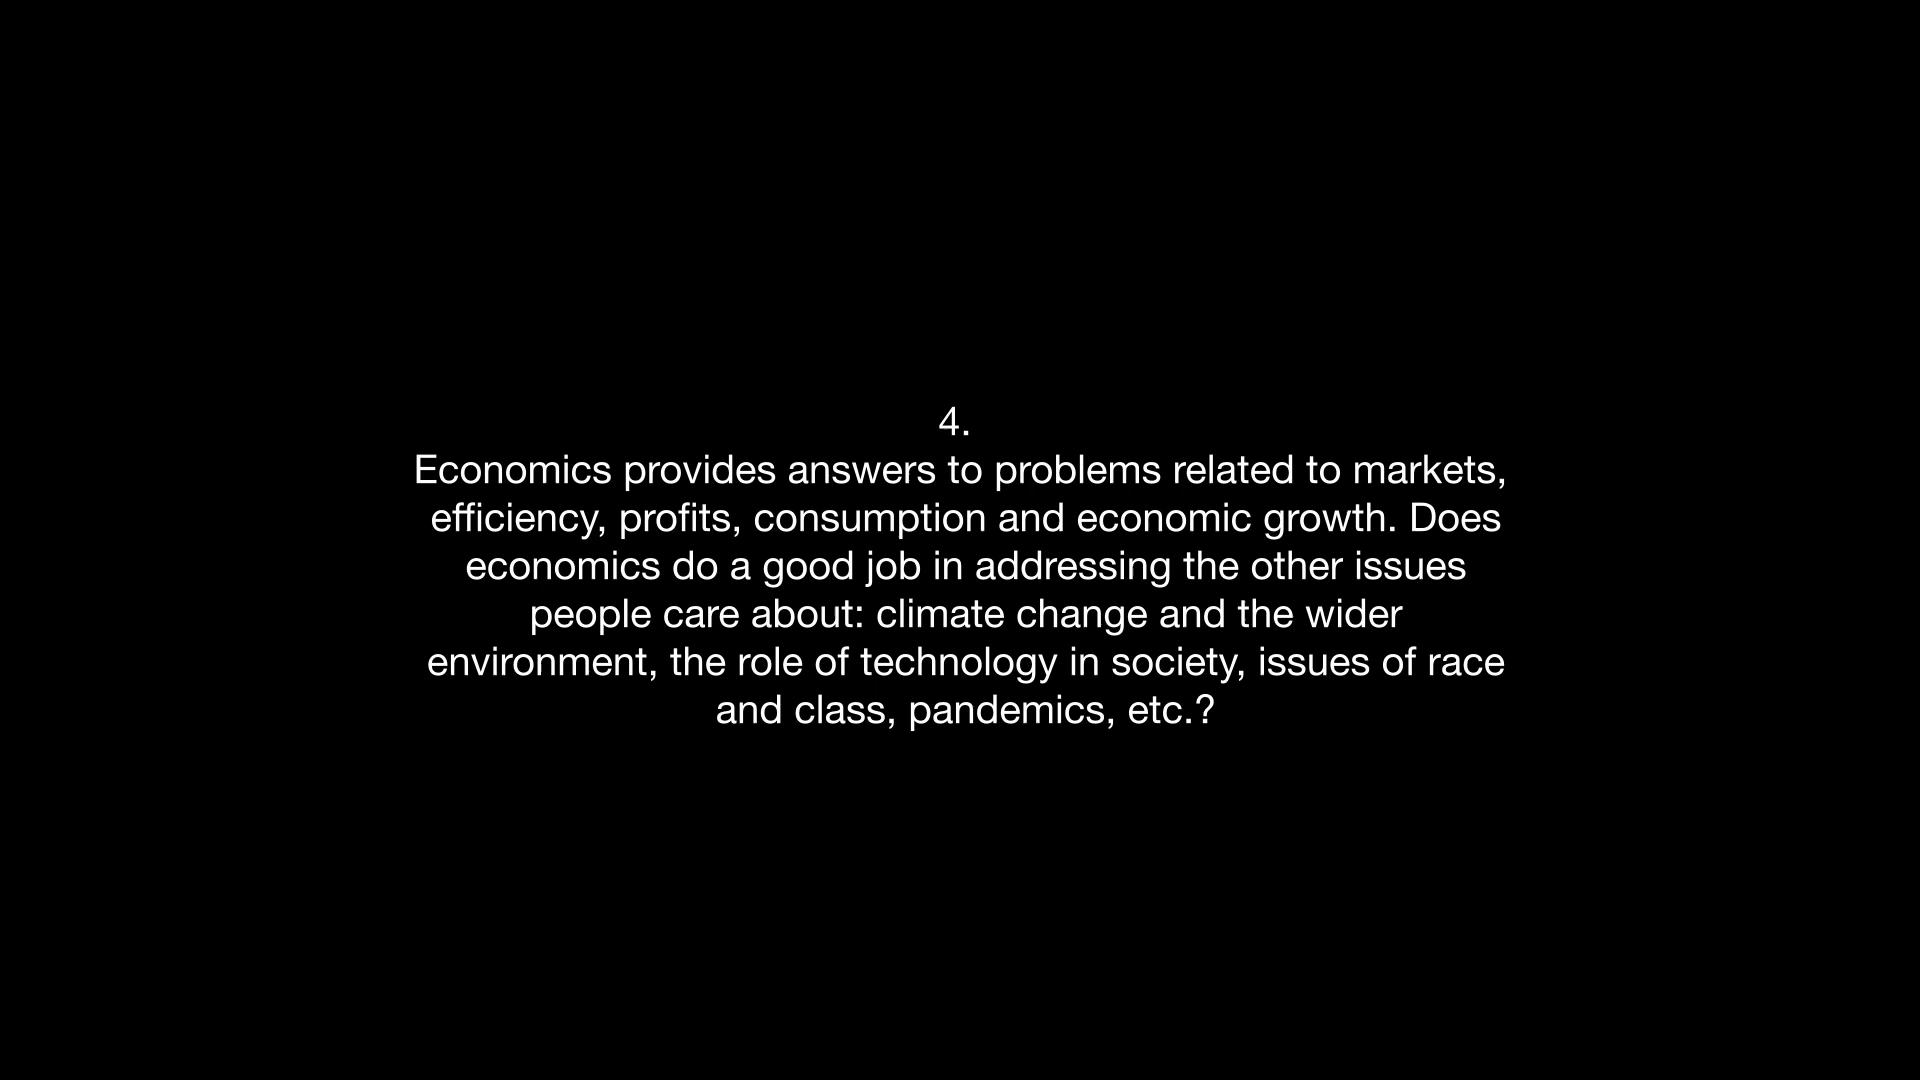 4.
Economics provides answers to problems related to markets,
efficiency, profits, consumption and economic growth. Does
economics do a good job in addressing the other issues
people care about: climate change and the wider
environment, the role of technology in society, issues of race
and class, pandemics, etc.?